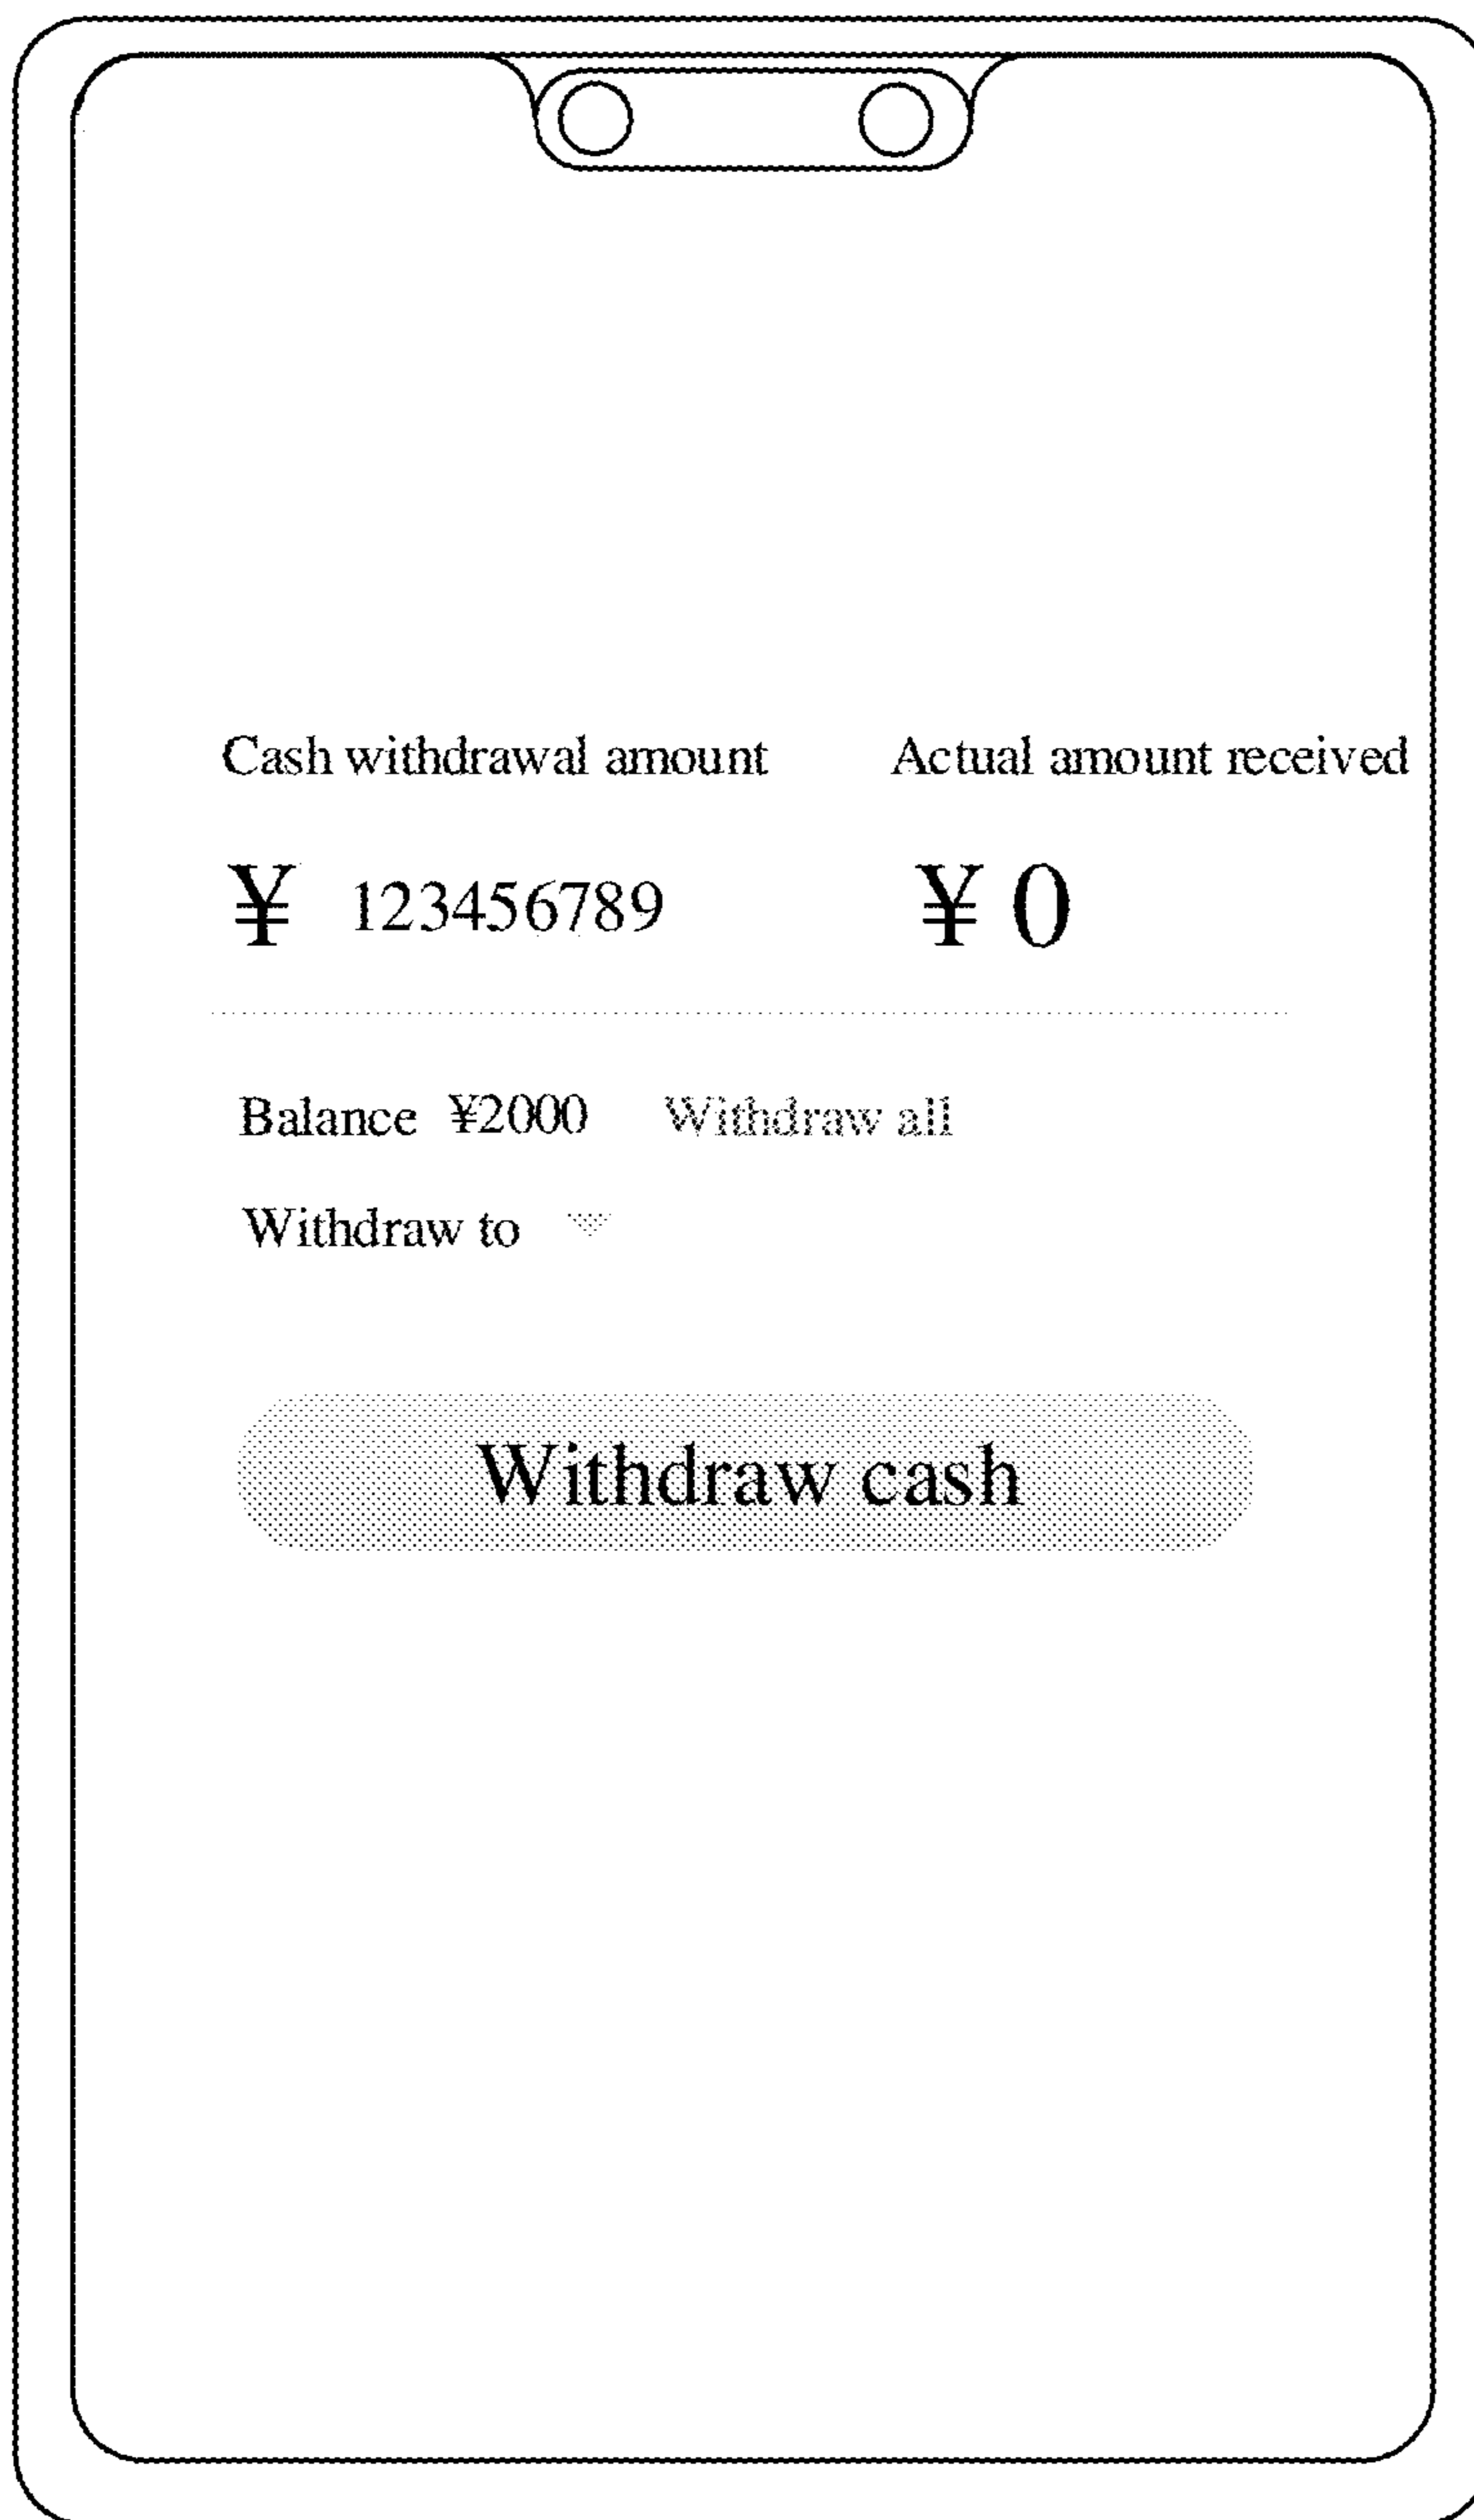 Cash withdrawal amount Actual amount received
¥ 123456789 ¥ 0
Balance ¥2000 Withdraw all
Withdraw to
Withdraw cash